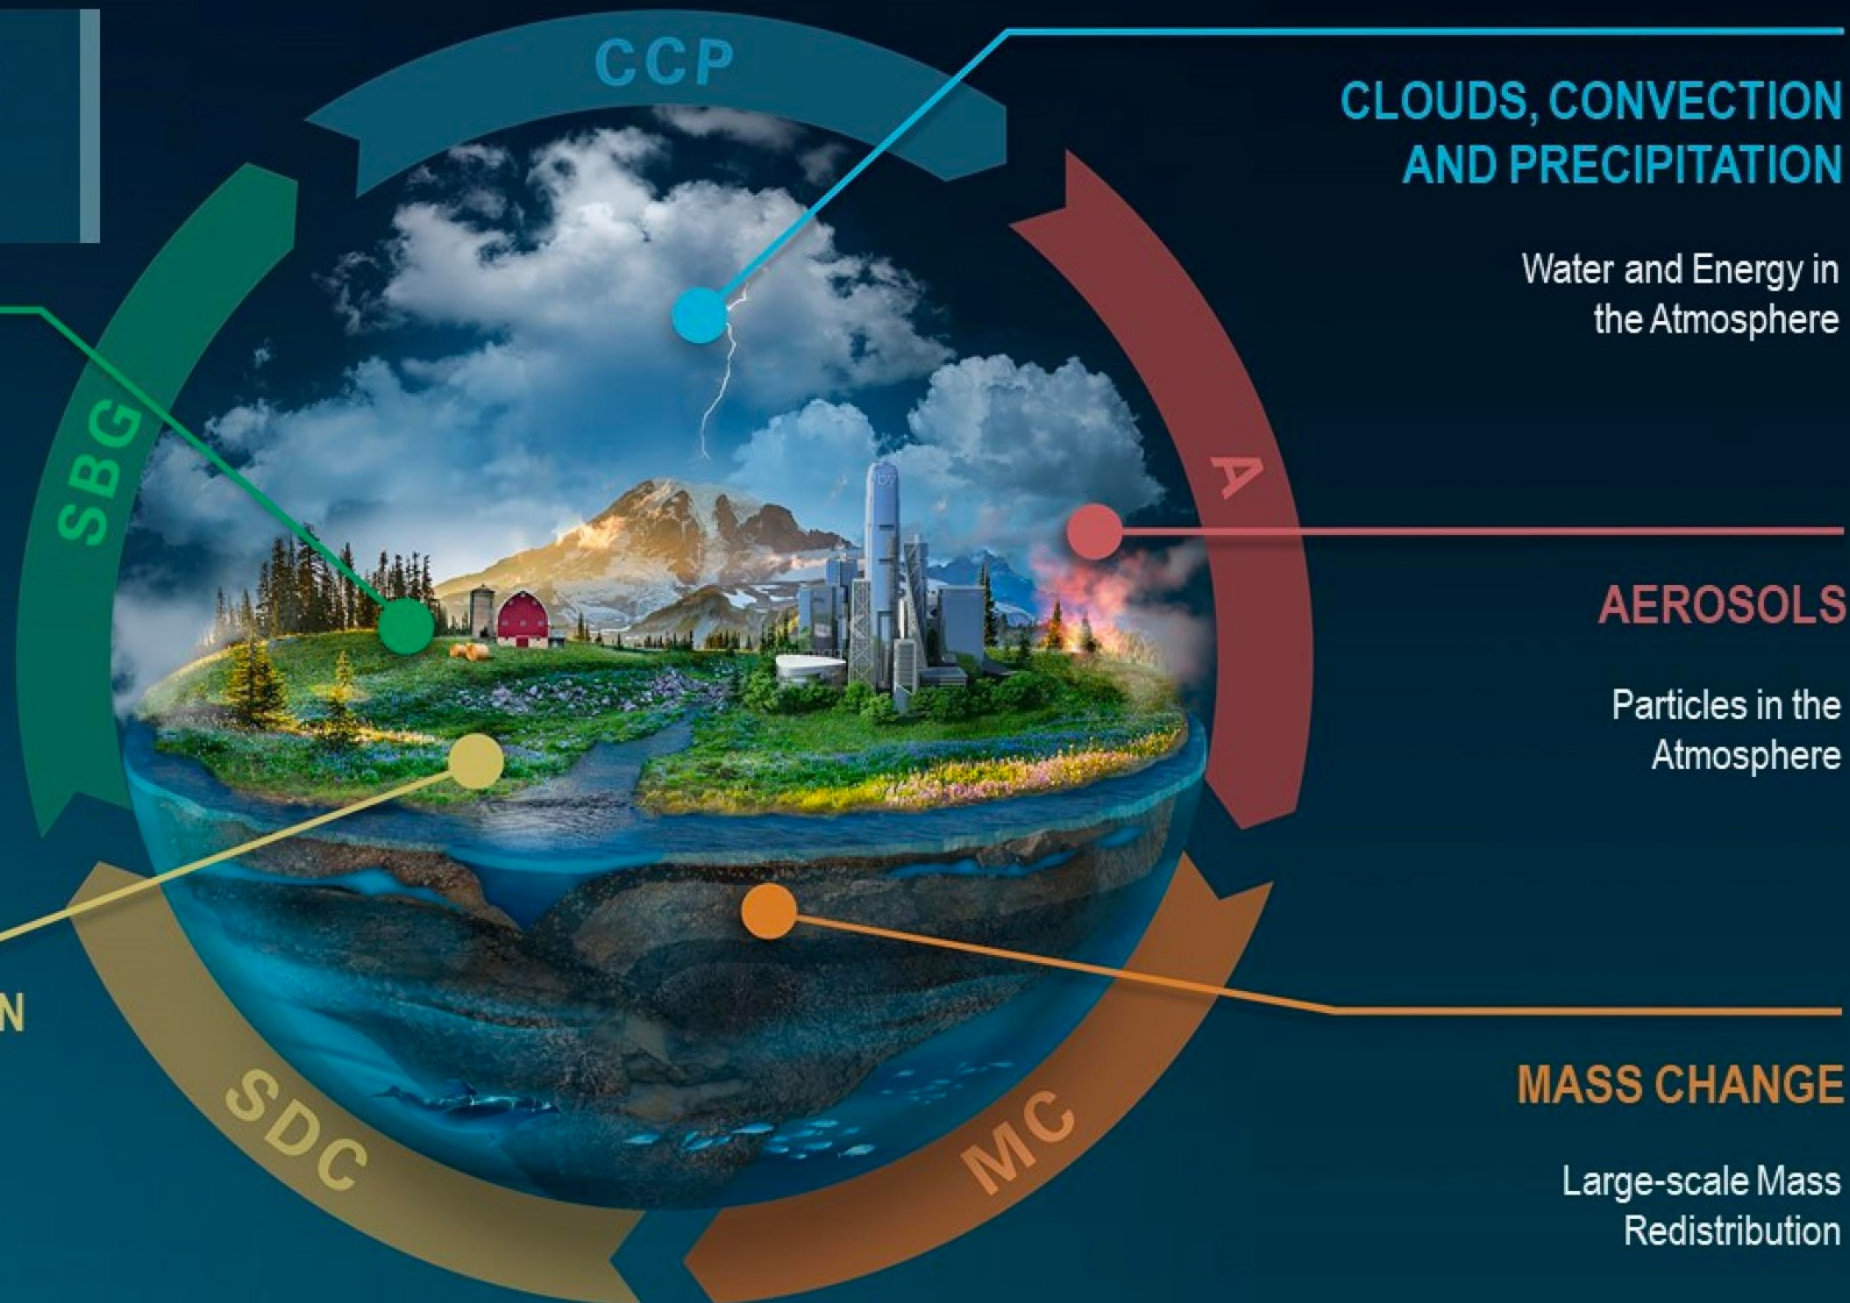 CCP
CLOUDS, CONVECTION
AND PRECIPITATION
Water and Energy in
the Atmosphere
SBG
A
AEROSOLS
Particles in the
Atmosphere
N
SDC
MC
MASS CHANGE
Large-scale Mass
Redistribution